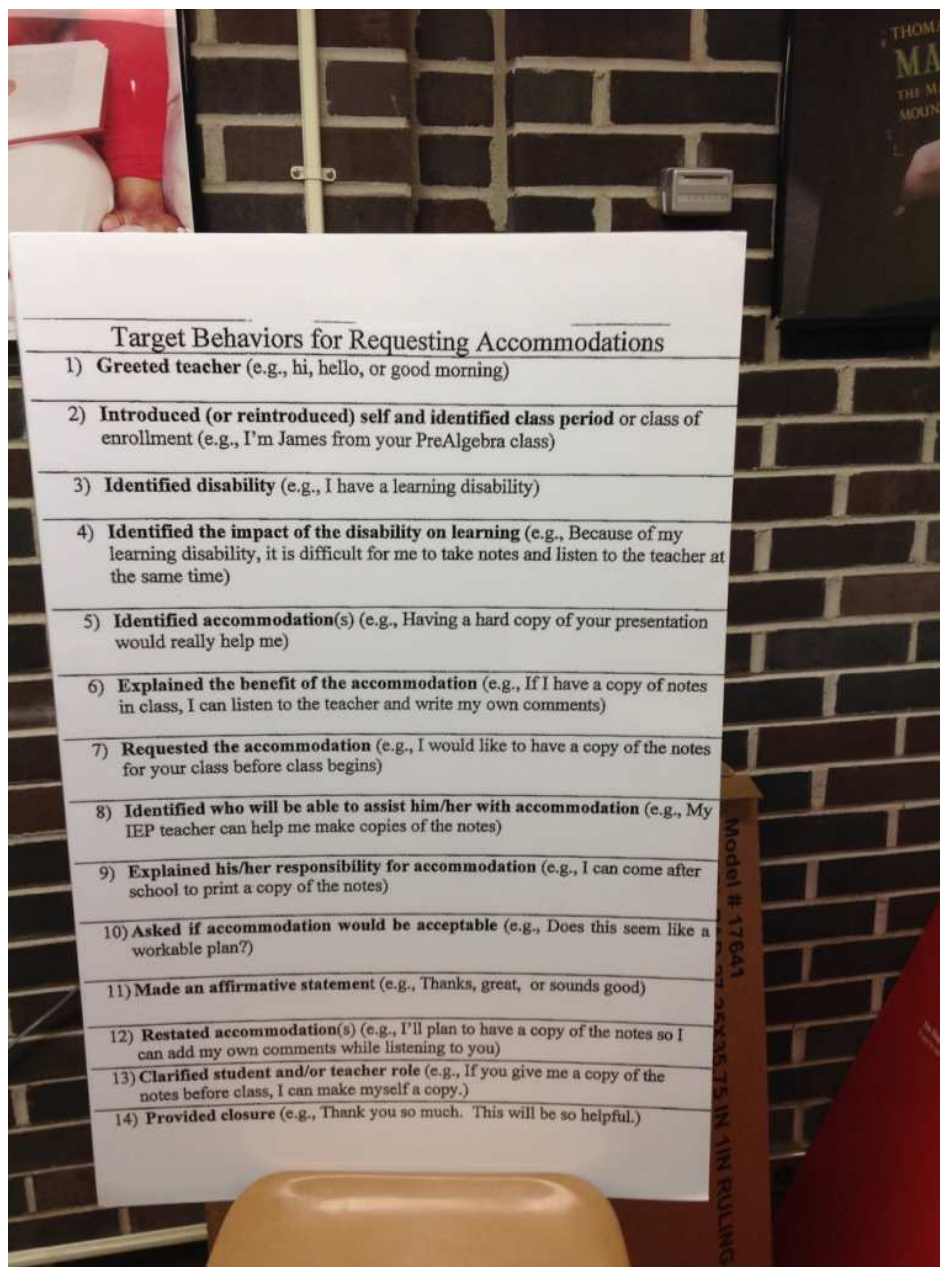 THOMA
MA
THE MA
MOUN
Target Behaviors for Requesting Accommodations
1) Greeted teacher (e.g., hi, hello, or good morning)
2) Introduced (or reintroduced) self and identified class period or class of
enrollment (e.g., I'm James from your PreAlgebra class)
3) Identified disability (e.g., I have a learning disability)
4) Identified the impact of the disability on learning (e.g., Because of my
learning disability, it is difficult for me to take notes and listen to the teacher at
the same time)
5) Identified accommodation(s) (e.g., Having a hard copy of your presentation
would really help me)
6) Explained the benefit of the accommodation (e.g., If I have a copy of notes
in class, I can listen to the teacher and write my own comments)
7) Requested the accommodation (e.g., I would like to have a copy of the notes
for your class before class begins)
8) Identified who will be able to assist him/her with accommodation (e.g., My
IEP teacher can help me make copies of the notes)
9) Explained his/her responsibility for accommodation (e.g., I can come after
school to print a copy of the notes)
10) Asked if accommodation would be acceptable (e.g., Does this seem like a
workable plan?)
11) Made an affirmative statement (e.g., Thanks, great, or sounds good)
12) Restated accommodation(s) (e.g., I'll plan to have a copy of the notes so I
can add my own comments while listening to you)
13) Clarified student and/or teacher role (e.g., If you give me a copy of the
notes before class, I can make myself a copy.)
14) Provided closure (e.g., Thank you so much. This will be so helpful.)
Model # 17641
35.75 IN 1IN RULING